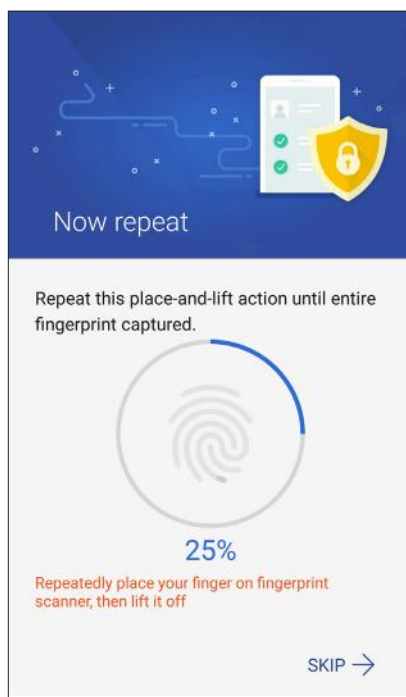 Now repeat
Repeat this place-and-lift action until entire
fingerprint captured.
25%
Repeatedly place your finger on fingerprint
scanner, then lift it off
SKIP